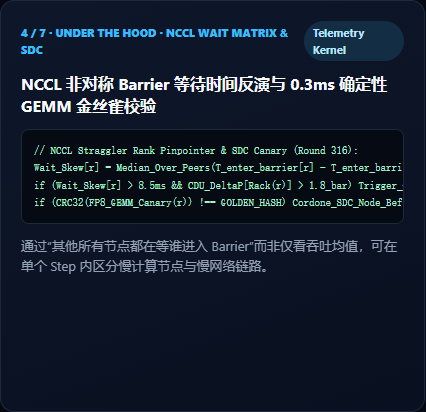 4 / 7 · UNDER THE HOOD · NCCL WAIT MATRIX &
SDC
Telemetry
Kernel
NCCL 非对称 Barrier 等待时间反演与 0.3ms 确定性
GEMM 金丝雀校验
// NCCL Straggler Rank Pinpointer & SDC Canary (Round 316):
Wait_Skew[r] = Median_Over_Peers(T_enter_barrier[r] − T_enter_barri
if (Wait_Skew[r] > 8.5ms && CDU_DeltaP[Rack(r)] > 1.8_bar) Trigger_
if (CRC32(FP8_GEMM_Canary(r)) !== GOLDEN_HASH) Cordone_SDC_Node_Bef
通过“其他所有节点都在等谁进入 Barrier”而非仅看吞吐均值，可在
单个 Step 内区分慢计算节点与慢网络链路。